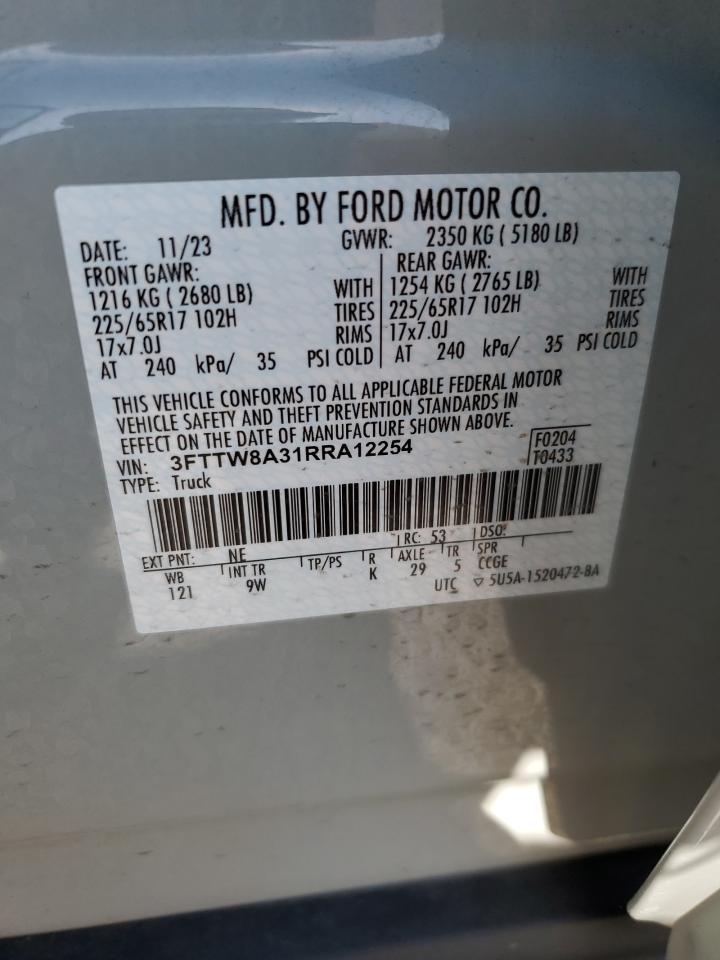 MFD. BY FORD MOTOR CO.
DATE: 11/23 GVWR: 2350 KG ( 5180 LB)
FRONT GAWR: REAR GAWR:
1216 KG ( 2680 LB) WITH 1254 KG ( 2765 LB) WITH
225/65R17 102H TIRES 225/65R17 102H TIRES
17x7.0J RIMS 17x7.0J RIMS
AT 240 kPa/ 35 PSI COLD AT 240 kPa/ 35 PSI COLD
THIS VEHICLE CONFORMS TO ALL APPLICABLE FEDERAL MOTOR
VEHICLE SAFETY AND THEFT PREVENTION STANDARDS IN
EFFECT ON THE DATE OF MANUFACTURE SHOWN ABOVE.
VIN: 3FTTW8A31RRA12254 F0204
TYPE: Truck T0433
EXT PNT: NE RC: 53 DSO:
WB INT TR TP/PS R AXLE TR SPR
121 9W K 29 5 CCGE
UTC ▽ 5U5A-1520472-BA